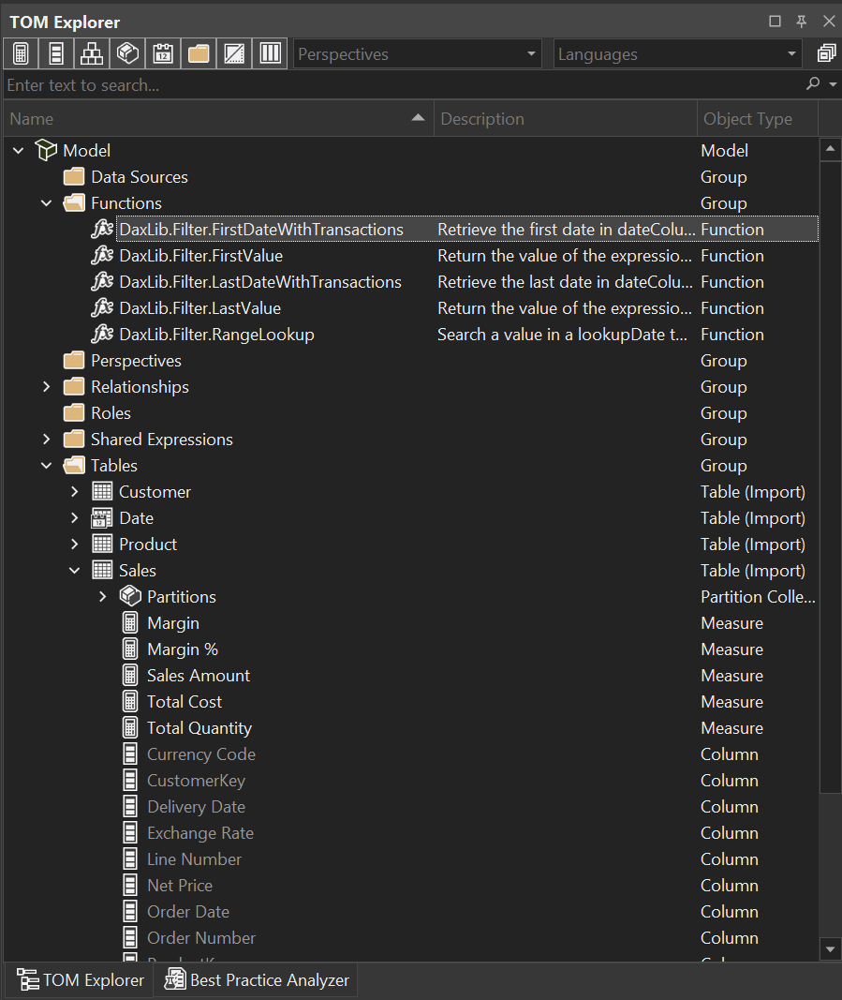 TOM Explorer
Perspectives Languages
Enter text to search...
Name Description Object Type
Model Model
Data Sources Group
Functions Group
DaxLib.Filter.FirstDateWithTransactions Retrieve the first date in dateColu... Function
DaxLib.Filter.FirstValue Return the value of the expressio... Function
DaxLib.Filter.LastDateWithTransactions Retrieve the last date in dateColu... Function
DaxLib.Filter.LastValue Return the value of the expressio... Function
DaxLib.Filter.RangeLookup Search a value in a lookupDate t... Function
Perspectives Group
Relationships Group
Roles Group
Shared Expressions Group
Tables Group
Customer Table (Import)
Date Table (Import)
Product Table (Import)
Sales Table (Import)
Partitions Partition Colle...
Margin Measure
Margin % Measure
Sales Amount Measure
Total Cost Measure
Total Quantity Measure
Currency Code Column
CustomerKey Column
Delivery Date Column
Exchange Rate Column
Line Number Column
Net Price Column
Order Date Column
Order Number Column
TOM Explorer Best Practice Analyzer